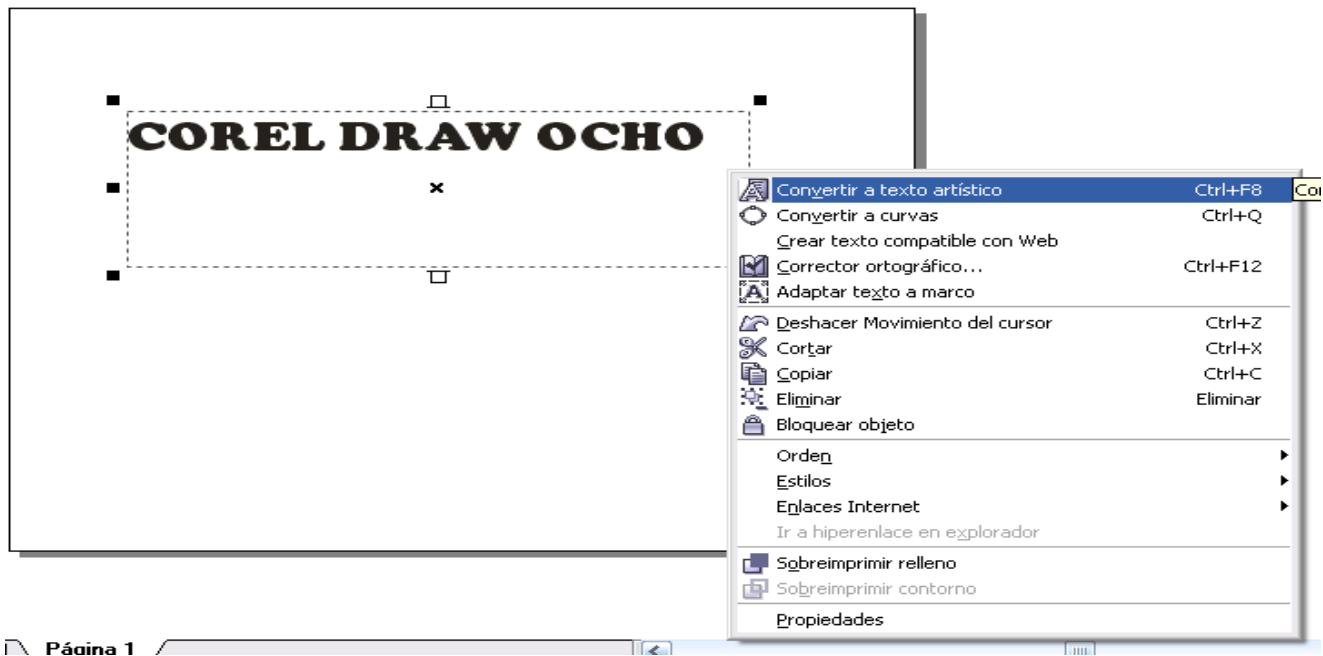 COREL DRAW OCHO
Convertir a texto artístico Ctrl+F8
Convertir a curvas Ctrl+Q
Crear texto compatible con Web
Corrector ortográfico... Ctrl+F12
Adaptar texto a marco
Deshacer Movimiento del cursor Ctrl+Z
Cortar Ctrl+X
Copiar Ctrl+C
Eliminar Eliminar
Bloquear objeto
Orden
Estilos
Enlaces Internet
Ir a hiperenlace en explorador
Sobreimprimir relleno
Sobreimprimir contorno
Propiedades
Página 1